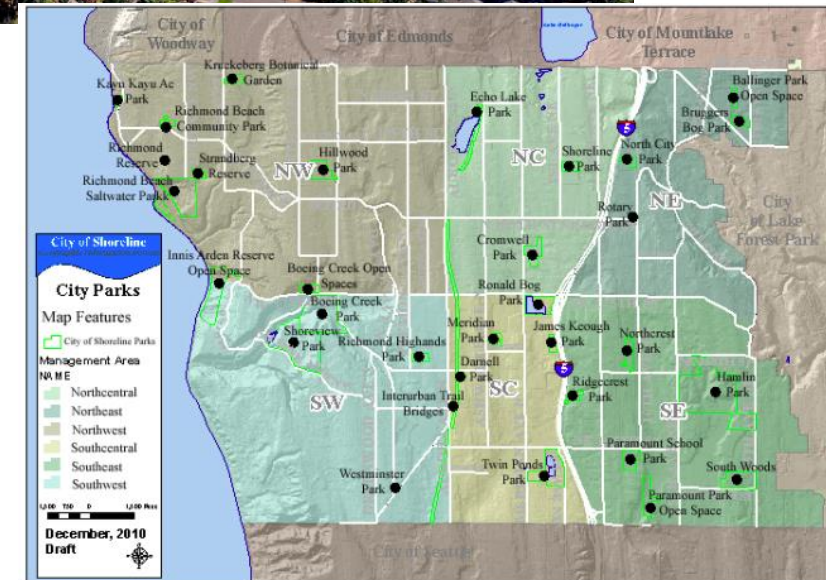 City of
Woodway
City of Edmonds
City of Mountlake
Terrace
Kruckeberg Botanical
Garden
Kayu Kayu Ac
Park
Richmond Beach
Community Park
Richmond
Reserve
Strandberg
Reserve
Richmond Beach
Saltwater Parkk
NW
Hillwood
Park
Echo Lake
Park
NC
Shoreline
Park
5
North City
Park
Ballinger Park
Open Space
Bruggers
Bog Park
NE
Rotary
Park
City
of Lake
Forest Park
Cromwell
Park
Innis Arden Reserve
Open Space
Boeing Creek Open
Spaces
Boeing Creek
Park
Shoreview
Park
Ronald Bog
Park
Meridian
Park
James Keough
Park
Northcrest
Park
Richmond Highands
Park
Darnell
Park
SC
5
Ridgecrest
Park
Hamlin
Park
SE
SW
Interurban Trail
Bridges
Westminster
Park
Twin Ponds
Park
Paramount School
Park
South Woods
Paramount Park
Open Space
City of Seattle
City of Shoreline
City Parks
Map Features
City of Shoreline Parks
Management Area
NAME
Northcentral
Northeast
Northwest
Southcentral
Southeast
Southwest
December, 2010
Draft